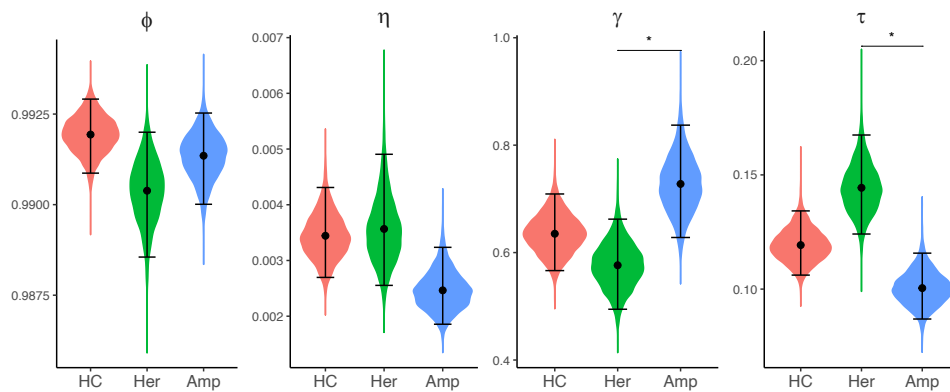 ϕ
0.9925
0.9900
0.9875
HC Her Amp
η
0.007
0.006
0.005
0.004
0.003
0.002
HC Her Amp
γ
*
1.0
0.8
0.6
0.4
HC Her Amp
τ
*
0.20
0.15
0.10
HC Her Amp